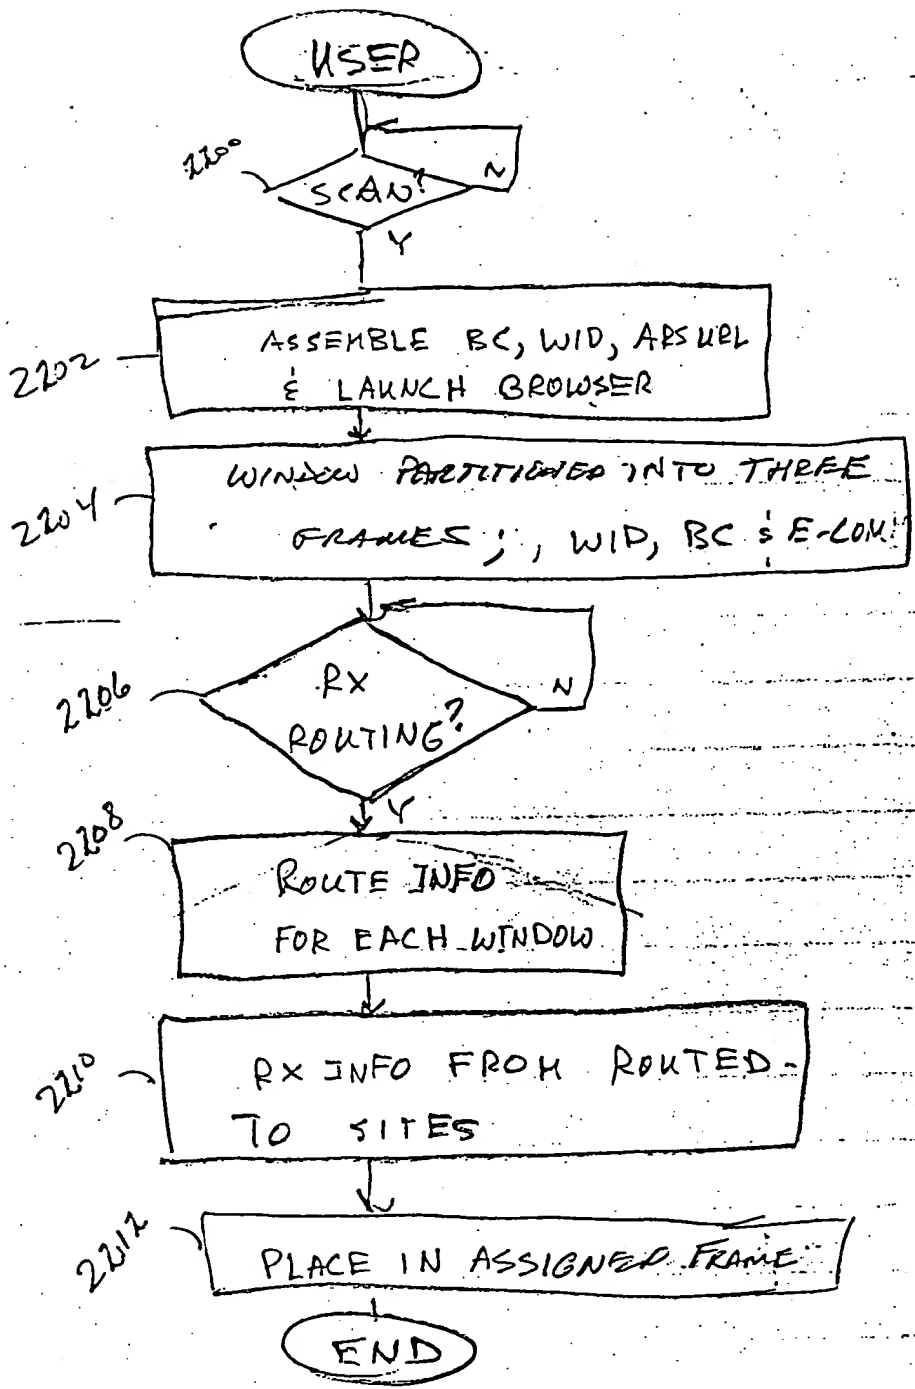 USER
2200
SCAN?
N
Y
2202
ASSEMBLE BC, WID, ARS URL
& LAUNCH BROWSER
2204
WINDOW PARTITIONED INTO THREE
FRAMES; , WID, BC & E-COM
2206
RX
ROUTING?
N
Y
2208
ROUTE INFO
FOR EACH WINDOW
2210
RX INFO FROM ROUTED-
TO SITES
2212
PLACE IN ASSIGNED FRAME
END